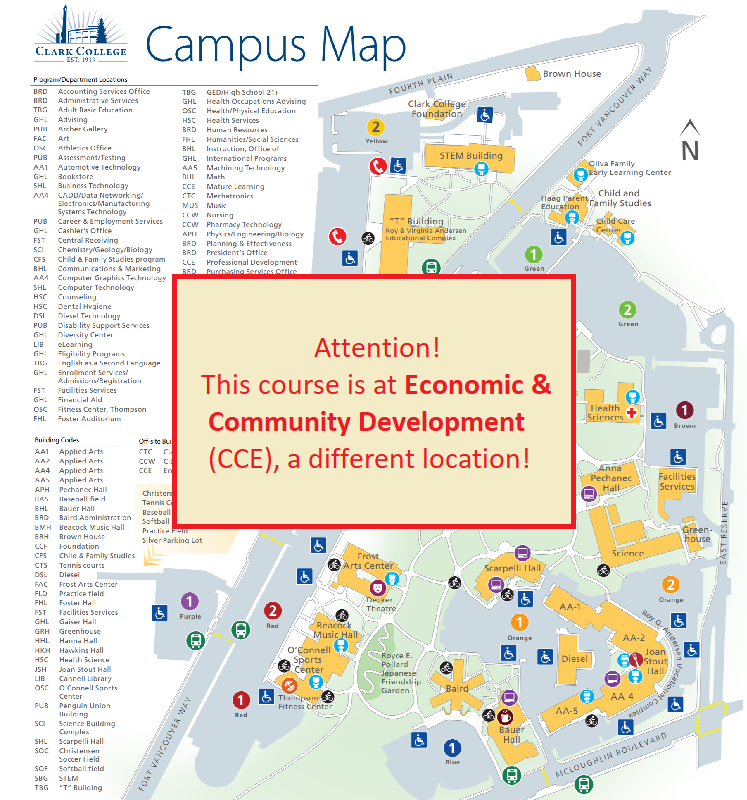 CLARK COLLEGE
EST. 1933
Campus Map
Program/Department Locations
BRD Accounting Services Office
BRD Administrative Services
TBG Adult Basic Education
GHL Advising
PUB Archer Gallery
FAC Art
OSC Athletics Office
PUB Assessment/Testing
AA1 Automotive Technology
GHL Bookstore
SHL Business Technology
AA4 CADD/Data Networking/
Electronics/Manufacturing
Systems Technology
PUB Career & Employment Services
GHL Cashier's Office
FST Central Receiving
SCI Chemistry/Geology/Biology
CFS Child & Family Studies program
BHL Communications & Marketing
AA4 Computer Graphics Technology
SHL Computer Technology
HSC Counseling
HSC Dental Hygiene
DSL Diesel Technology
PUB Disability Support Services
GHL Diversity Center
LIB eLearning
GHL Eligibility Programs
TBG English as a Second Language
GHL Enrollment Services/
Admissions/Registration
FST Facilities Services
GHL Financial Aid
OSC Fitness Center, Thompson
FHL Foster Auditorium
TBG GED/High School 21+
GHL Health Occupations Advising
OSC Health/Physical Education
HSC Health Services
BRD Human Resources
FHL Humanities/Social Sciences
BHL Instruction, Office of
GHL International Programs
AA5 Machining Technology
BHL Math
CCE Mature Learning
CTC Mechatronics
MUS Music
CCW Nursing
CCW Pharmacy Technology
APH Physics/Engineering/Biology
BRD Planning & Effectiveness
BRD President's Office
CCE Professional Development
BRD Purchasing Services Office
Building Codes
AA1 Applied Arts
AA2 Applied Arts
AA4 Applied Arts
AA5 Applied Arts
APH Pechanec Hall
BAS Baseball field
BHL Bauer Hall
BRD Baird Administration
BMH Beacock Music Hall
BRH Brown House
CCF Foundation
CFS Child & Family Studies
CTS Tennis courts
DSL Diesel
FAC Frost Arts Center
FLD Practice field
FHL Foster Hall
FST Facilities Services
GHL Gaiser Hall
GRH Greenhouse
HHL Hanna Hall
HKH Hawkins Hall
HSC Health Science
JSH Joan Stout Hall
LIB Cannell Library
OSC O'Connell Sports
Center
PUB Penguin Union
Building
SCI Science Building
Complex
SHL Scarpelli Hall
SOC Christensen
Soccer Field
SOF Softball field
SBG STEM
TBG "T" Building
Off-site Bui
CTC
CCW
CCE
Christens
Tennis C
Baseball
Softball
Practice Field
Silver Parking Lot
Attention!
This course is at Economic &
Community Development
(CCE), a different location!
FOURTH PLAIN
Brown House
FORT VANCOUVER WAY
Clark College
Foundation
2
Yellow
STEM Building
N
Oliva Family
Early Learning Center
Haag Parent
Education
Child and
Family Studies
Child Care
Center
"T" Building
Roy & Virginia Andersen
Educational Complex
1
Green
2
Green
Health
Sciences
1
Brown
Anna
Pechanec
Hall
Facilities
Services
Green-
house
EAST RESERVE
Science
Frost
Arts Center
Decker
Theatre
Scarpelli Hall
2
Orange
1
Purple
2
Red
Beacock
Music Hall
O'Connell
Sports
Center
Thompson
Fitness Center
1
Red
Royce E.
Pollard
Japanese
Friendship
Garden
1
Orange
AA-1
AA-2
Joan
Stout
Hall
Diesel
AA-4
AA-5
Roy G. Andersen Vocational Complex
Baird
Bauer
Hall
1
Blue
FORT VANCOUVER WAY
MCLOUGHLIN BOULEVARD